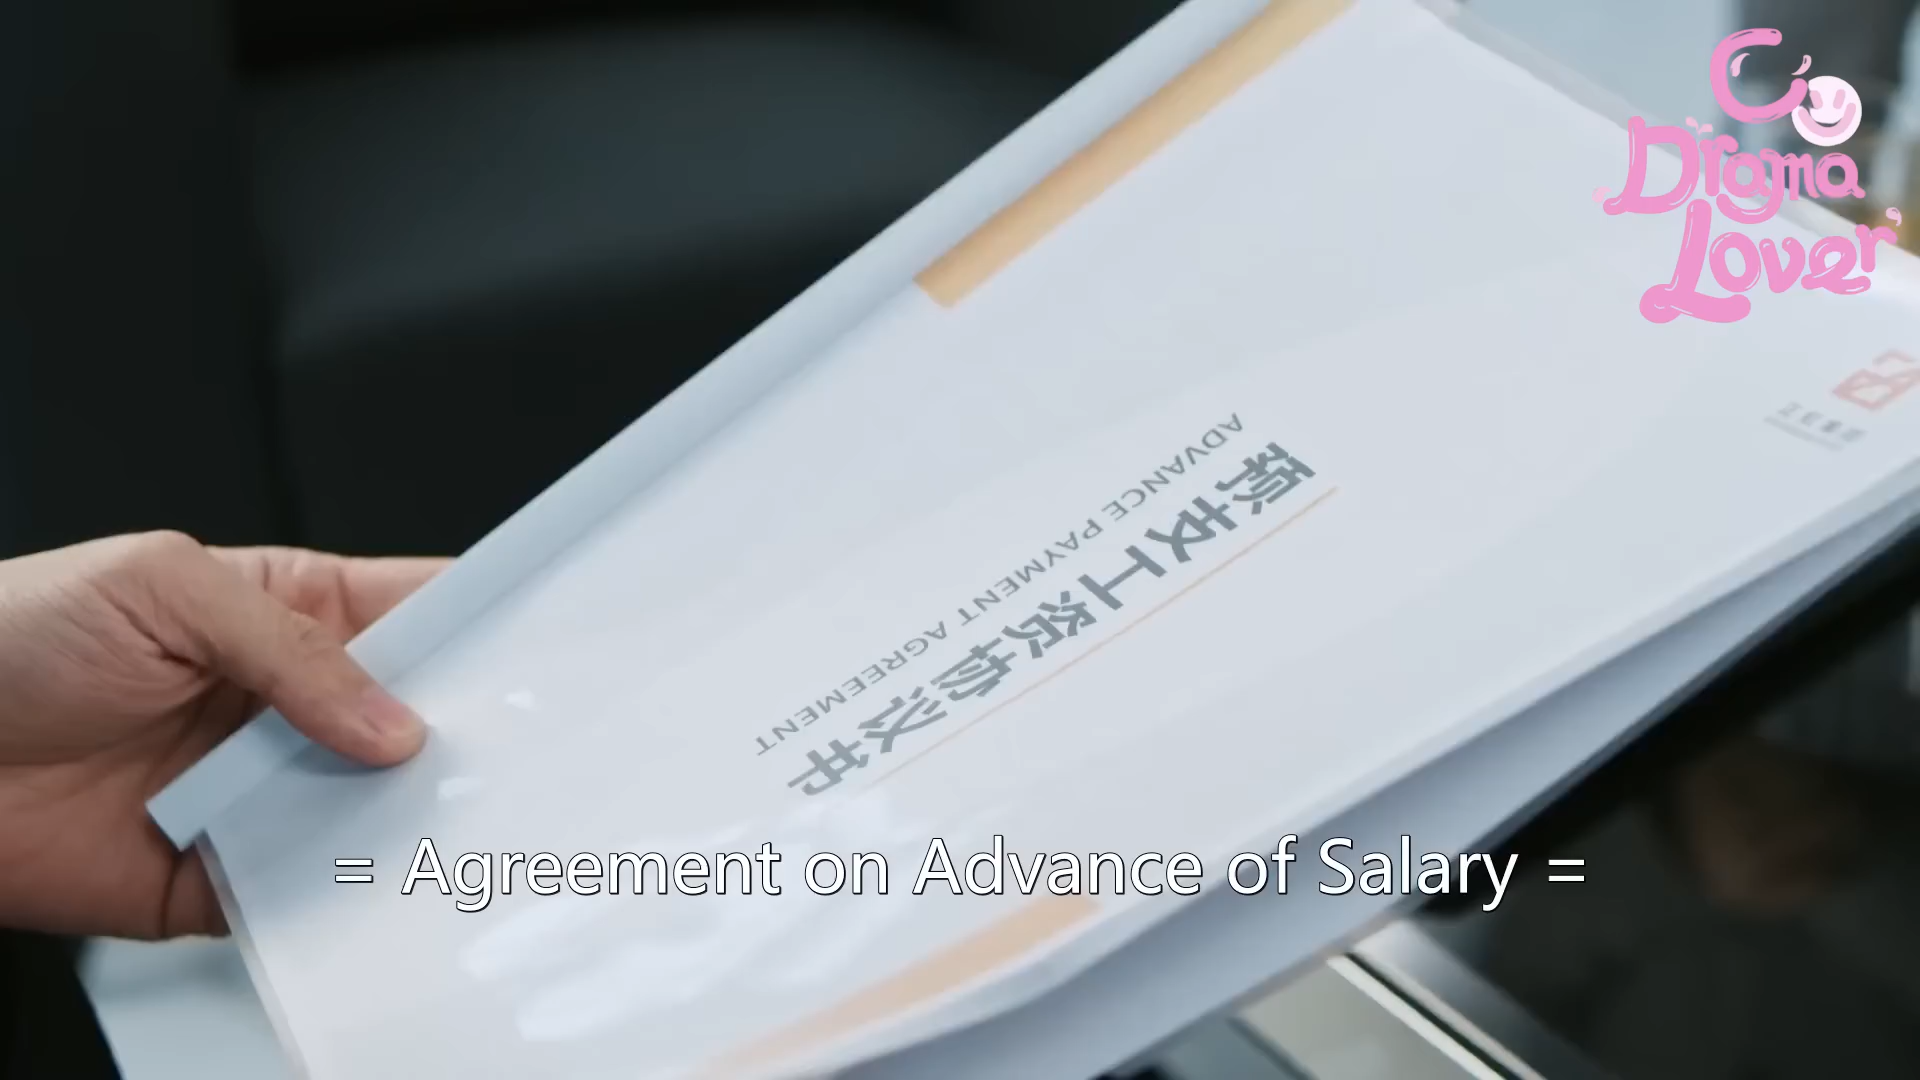 C
Drama
Lover
预支工资协议书
ADVANCE PAYMENT AGREEMENT
= Agreement on Advance of Salary =